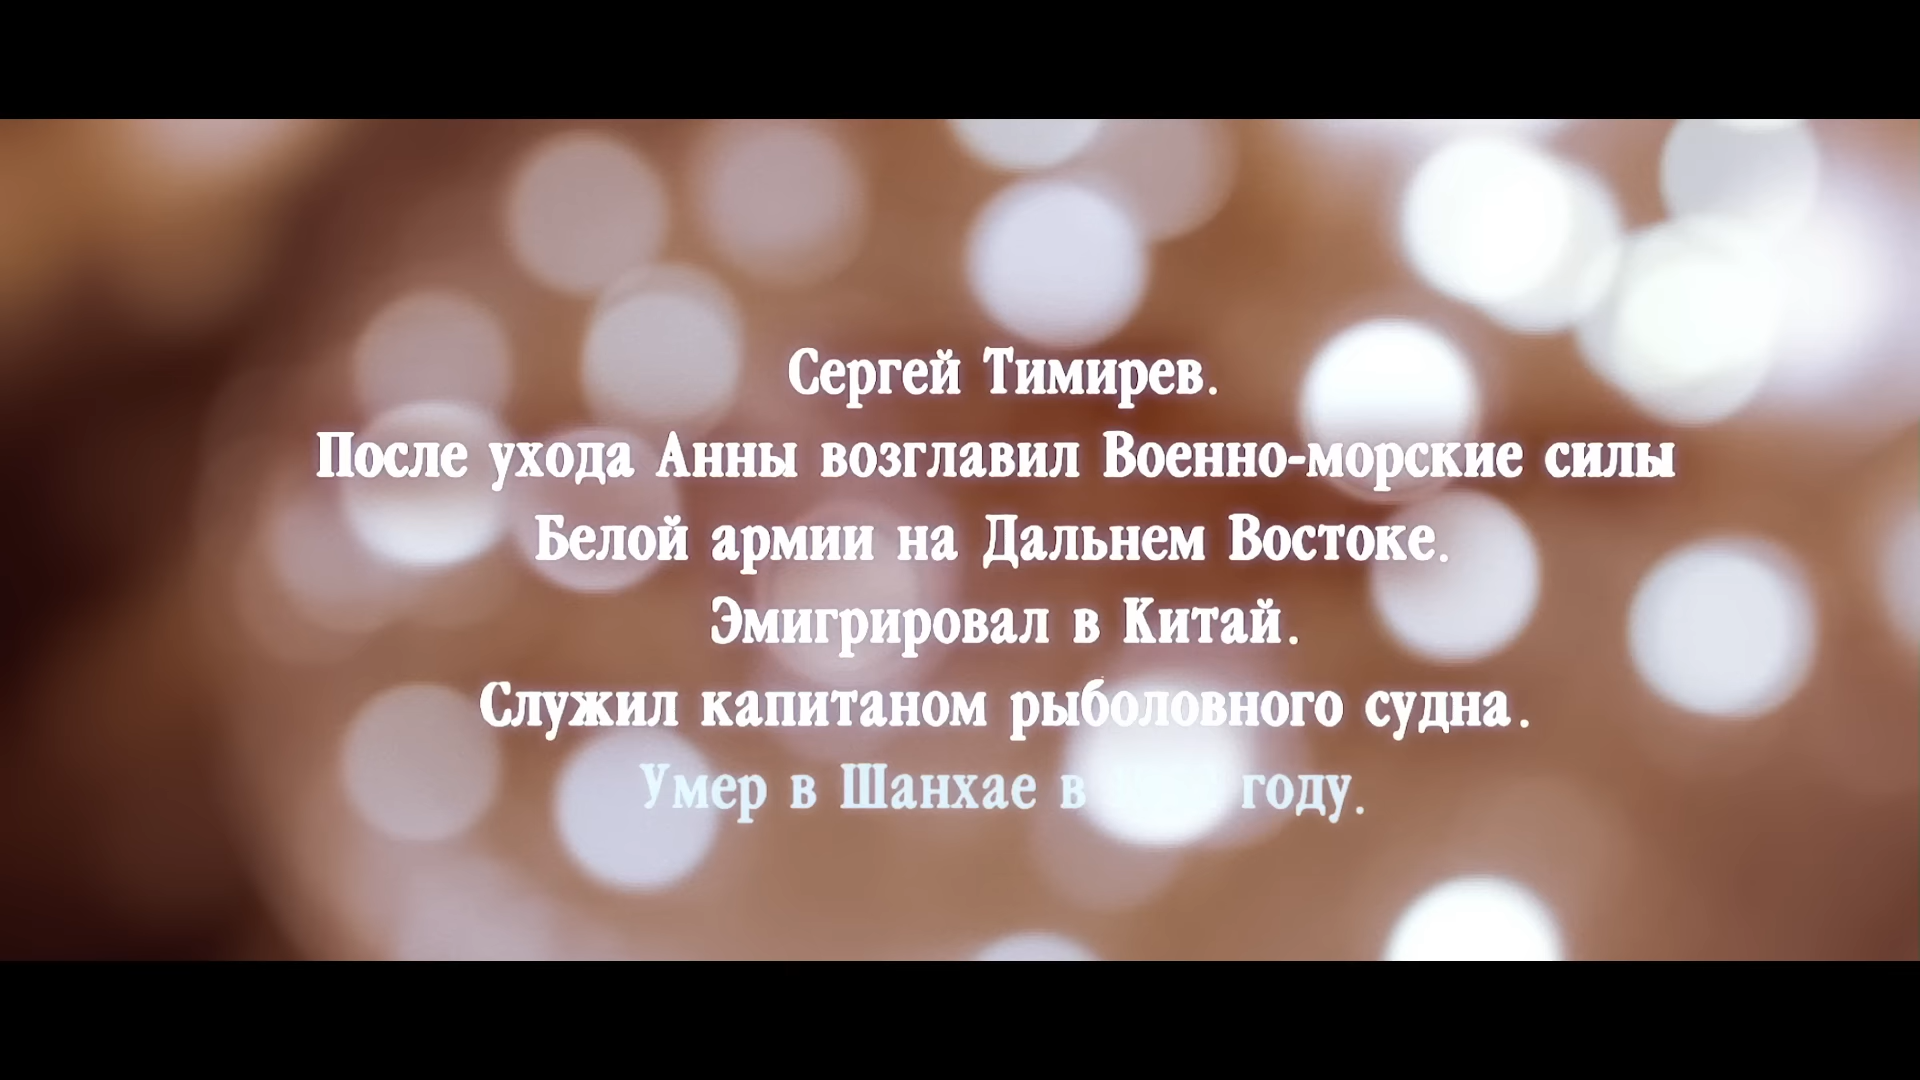 Сергей Тимирев.
После ухода Анны возглавил Военно-морские силы
Белой армии на Дальнем Востоке.
Эмигрировал в Китай.
Служил капитаном рыболовного судна.
Умер в Шанхае в году.